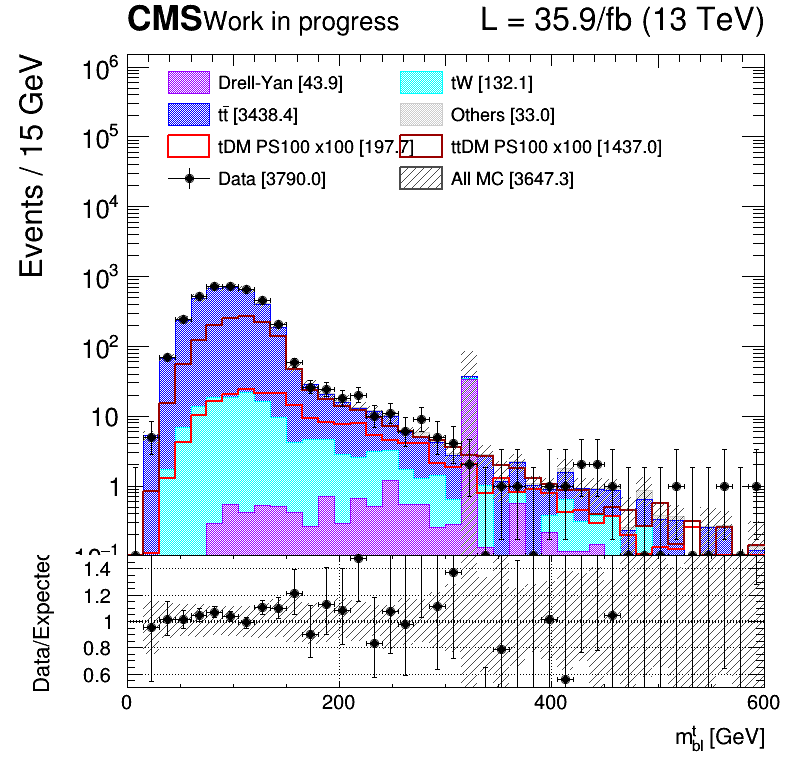 CMS Work in progress L = 35.9/fb (13 TeV)
Events / 15 GeV
Drell-Yan [43.9] tW [132.1]
tt̄ [3438.4] Others [33.0]
tDM PS100 x100 [197.7] ttDM PS100 x100 [1437.0]
Data [3790.0] All MC [3647.3]
10⁶
10⁵
10⁴
10³
10²
10
1
10⁻¹
Data/Expected
1.4
1.2
1
0.8
0.6
0 200 400 600
mᵗbl [GeV]